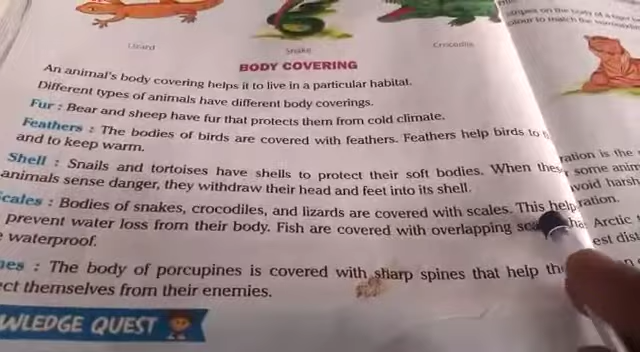 Lizard
Snake
Crocodile
BODY COVERING
An animal's body covering helps it to live in a particular habitat.
Different types of animals have different body coverings.
Fur : Bear and sheep have fur that protects them from cold climate.
Feathers : The bodies of birds are covered with feathers. Feathers help birds to
and to keep warm.
Shell : Snails and tortoises have shells to protect their soft bodies. When
animals sense danger, they withdraw their head and feet into its shell.
cales : Bodies of snakes, crocodiles, and lizards are covered with scales. This help
prevent water loss from their body. Fish are covered with overlapping
waterproof.
nes : The body of porcupines is covered with sharp spines that help
ect themselves from their enemies.
WLEDGE QUEST
ration is the
some anim
void harsh
ration.
Arctic
est dist